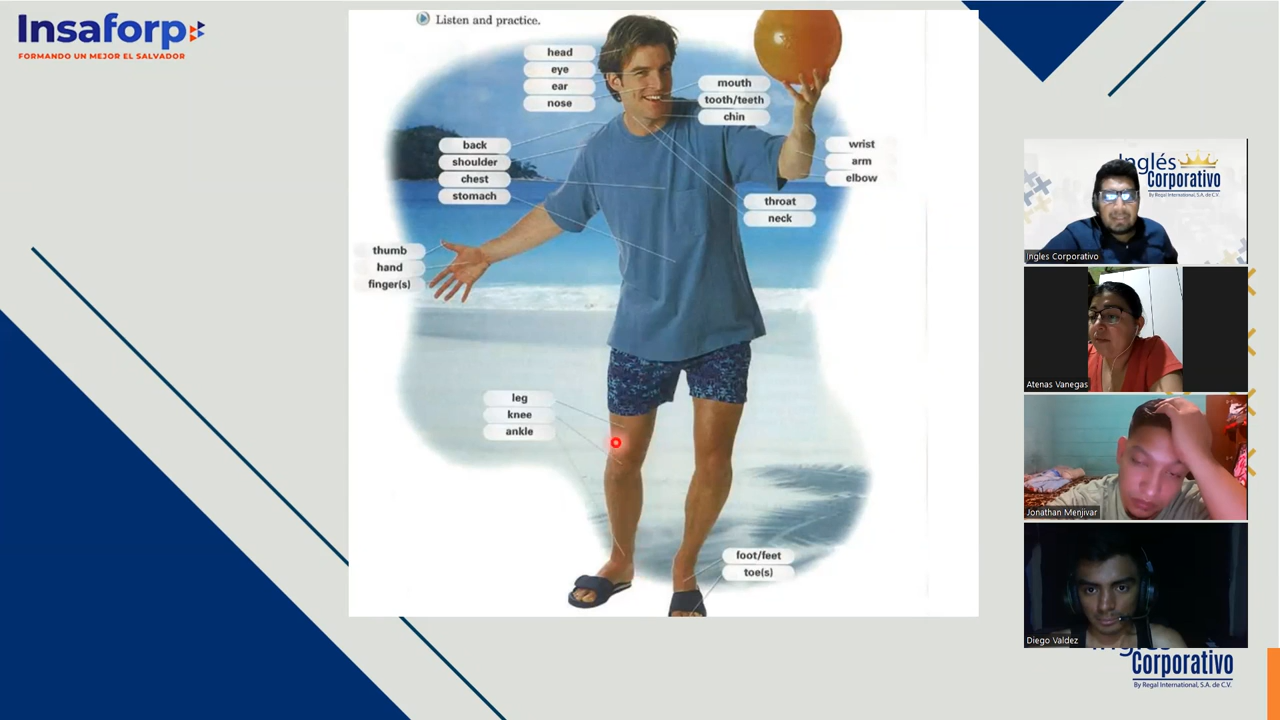 Insaforp
FORMANDO UN MEJOR EL SALVADOR
Listen and practice.
head
eye
ear
nose
mouth
tooth/teeth
chin
back
shoulder
chest
stomach
wrist
arm
elbow
throat
neck
thumb
hand
finger(s)
leg
knee
ankle
foot/feet
toe(s)
Inglés
Corporativo
By Regal International, S.A. de C.V.
Ingles Corporativo
Atenas Vanegas
Jonathan Menjivar
Diego Valdez
Inglés
Corporativo
By Regal International, S.A. de C.V.